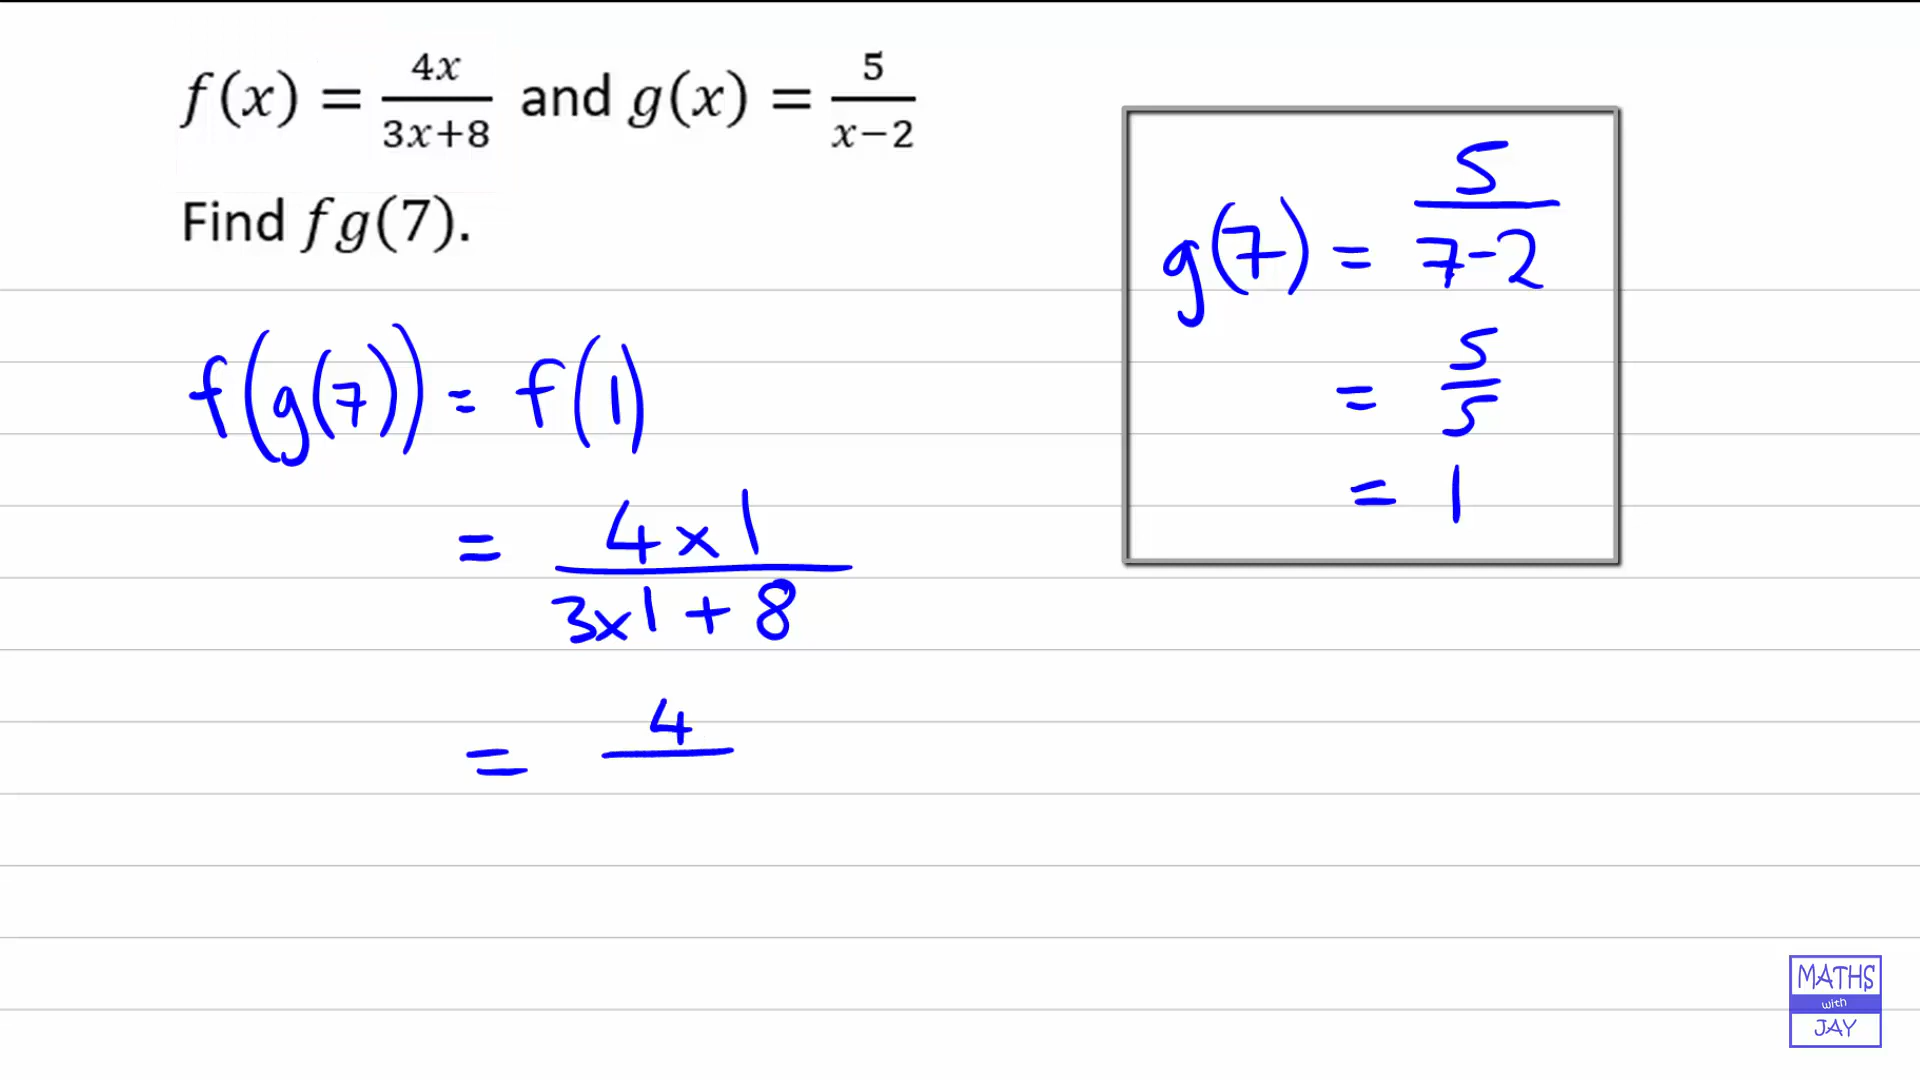 f(x) = 4x/(3x+8) and g(x) = 5/(x−2)
Find fg(7).
f(g(7)) = f(1)
= (4×1)/(3×1 + 8)
= 4/
g(7) = 5/(7-2)
= 5/5
= 1
MATHS
with
JAY